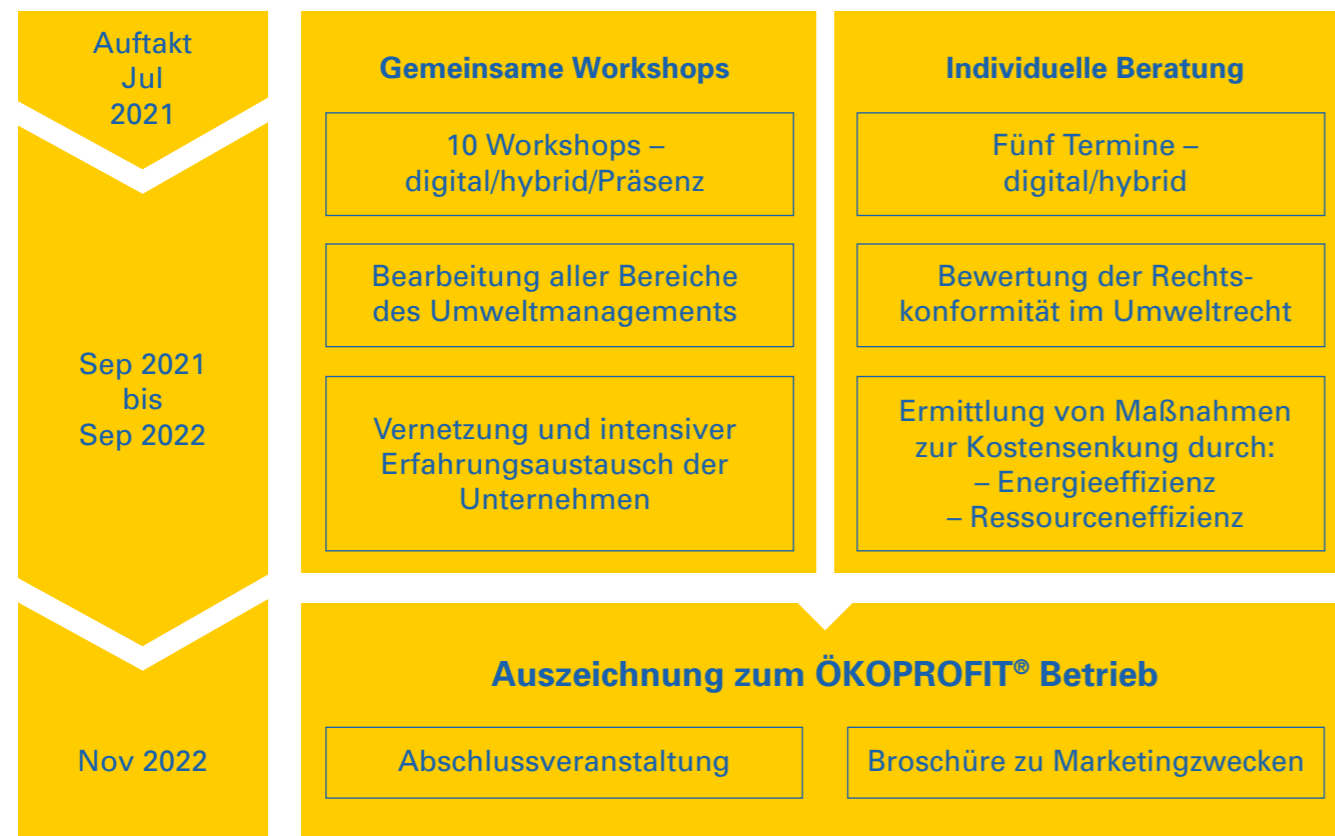 Auftakt
Jul
2021
Sep 2021
bis
Sep 2022
Nov 2022
Gemeinsame Workshops
10 Workshops –
digital/hybrid/Präsenz
Bearbeitung aller Bereiche
des Umweltmanagements
Vernetzung und intensiver
Erfahrungsaustausch der
Unternehmen
Individuelle Beratung
Fünf Termine –
digital/hybrid
Bewertung der Rechts-
konformität im Umweltrecht
Ermittlung von Maßnahmen
zur Kostensenkung durch:
– Energieeffizienz
– Ressourceneffizienz
Auszeichnung zum ÖKOPROFIT® Betrieb
Abschlussveranstaltung
Broschüre zu Marketingzwecken